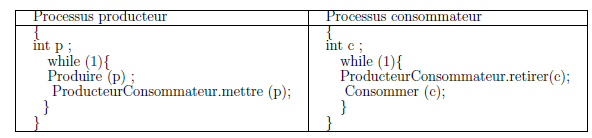 Processus producteur
{
int p ;
while (1){
Produire (p) ;
ProducteurConsommateur.mettre (p);
}
}
Processus consommateur
{
int c ;
while (1){
ProducteurConsommateur.retirer(c);
Consommer (c);
}
}